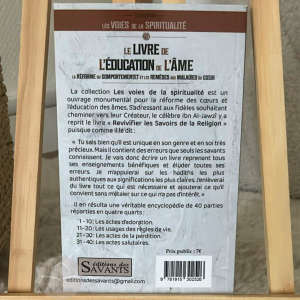 LES VOIES DE LA SPIRITUALITÉ
LE LIVRE DE
L'ÉDUCATION DE L'ÂME
LA RÉFORME DU COMPORTEMENT ET LES REMÈDES AUX MALADIES DU CŒUR
La collection Les voies de la spiritualité est un
ouvrage monumental pour la réforme des cœurs et
l'éducation des âmes. S'adressant aux fidèles souhaitant
cheminer vers leur Créateur, le célèbre ibn Al-Jawzî y a
repris le livre « Revivifier les Savoirs de la Religion »
puisque comme il le dit :
« Tu sais bien qu'il est unique en son genre et en soi très
précieux. Mais il contient des erreurs que seuls les savants
connaissent. Je vais donc écrire un livre reprenant tous
ses enseignements bénéfiques et éluder toutes ses
erreurs. Je m'appuierai sur les hadiths les plus
authentiques aux significations les plus claires. J'enlèverai
du livre tout ce qui est nécessaire et ajouterai ce qu'il
convient sans m'étaler sur ce qui n'a pas d'intérêt. »
Il en résulta une véritable encyclopédie de 40 parties
réparties en quatre quarts :
1 - 10 : Les actes d'adoration.
11-20 : Les usages des règles de vie.
21-30 : Les actes de la perdition.
31-40 : Les actes salutaires.
Prix public : 7€
éditions des
SAVANTS
editionsdessavants@gmail.com
9 781915 302536